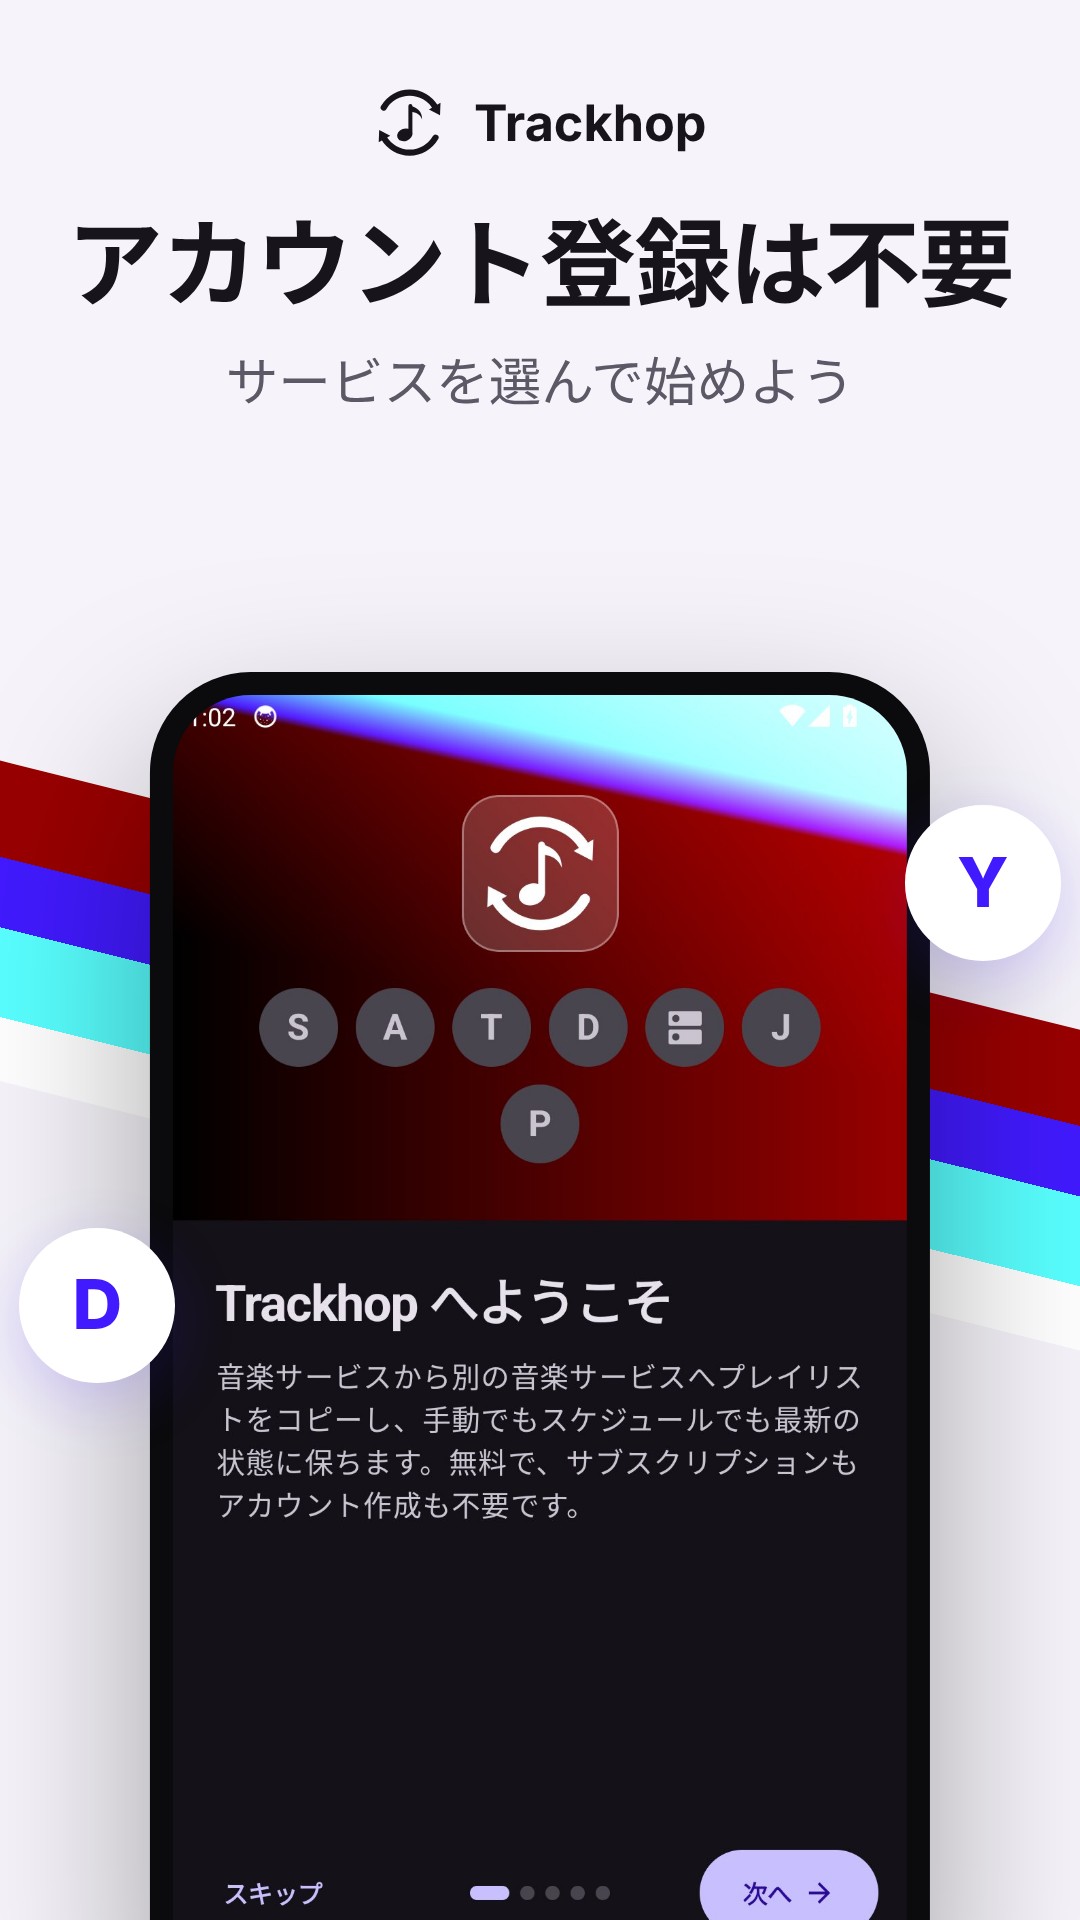 Trackhop
アカウント登録は不要
サービスを選んで始めよう
:02
Y
S A T D J
P
D
Trackhop へようこそ
音楽サービスから別の音楽サービスへプレイリス
トをコピーし、手動でもスケジュールでも最新の
状態に保ちます。無料で、サブスクリプションも
アカウント作成も不要です。
スキップ
次へ